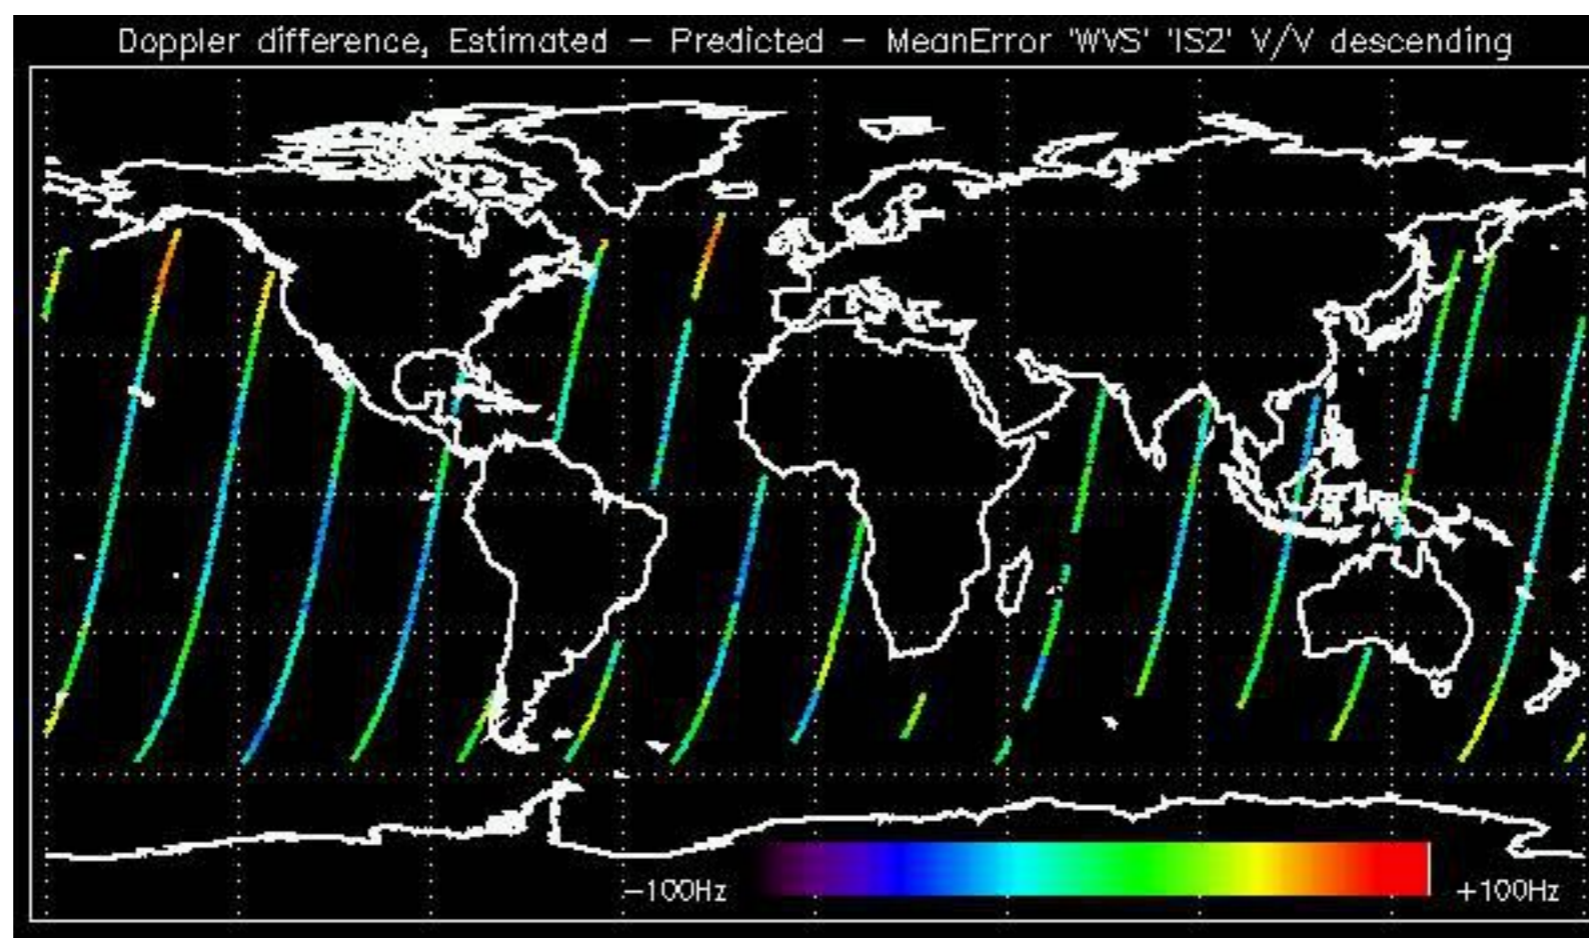 Doppler difference, Estimated – Predicted – MeanError 'WVS' 'IS2' V/V descending
-100Hz
+100Hz